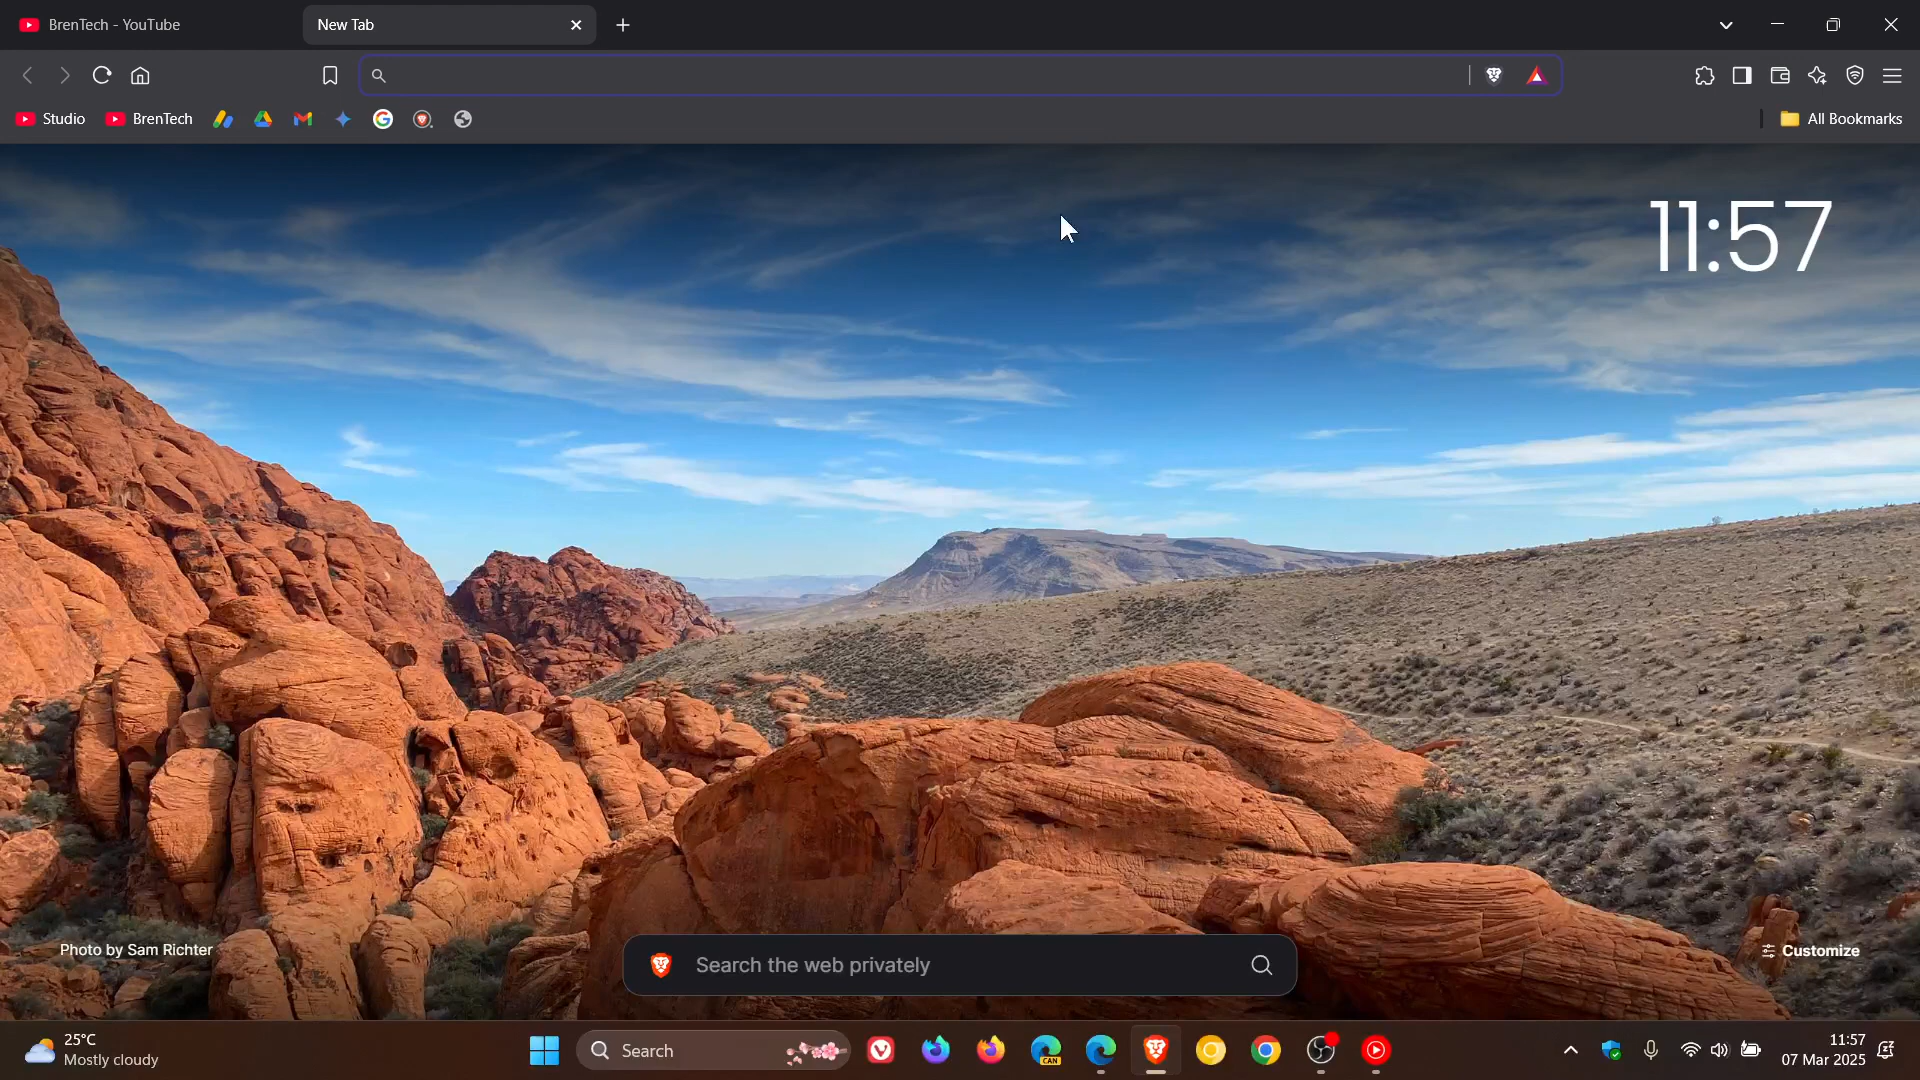 BrenTech - YouTube
New Tab
Studio
BrenTech
All Bookmarks
11:57
Photo by Sam Richter
Search the web privately
Customize
25°C
Mostly cloudy
Search
CAN
11:57
07 Mar 2025